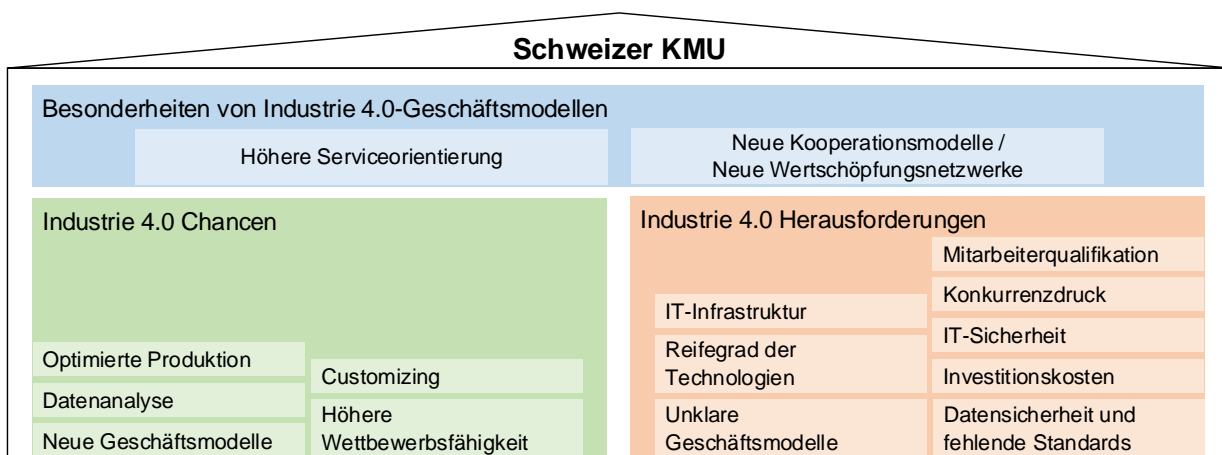 Schweizer KMU
Besonderheiten von Industrie 4.0-Geschäftsmodellen
Höhere Serviceorientierung
Neue Kooperationsmodelle /
Neue Wertschöpfungsnetzwerke
Industrie 4.0 Chancen
Optimierte Produktion
Datenanalyse
Neue Geschäftsmodelle
Customizing
Höhere
Wettbewerbsfähigkeit
Industrie 4.0 Herausforderungen
IT-Infrastruktur
Reifegrad der
Technologien
Unklare
Geschäftsmodelle
Mitarbeiterqualifikation
Konkurrenzdruck
IT-Sicherheit
Investitionskosten
Datensicherheit und
fehlende Standards